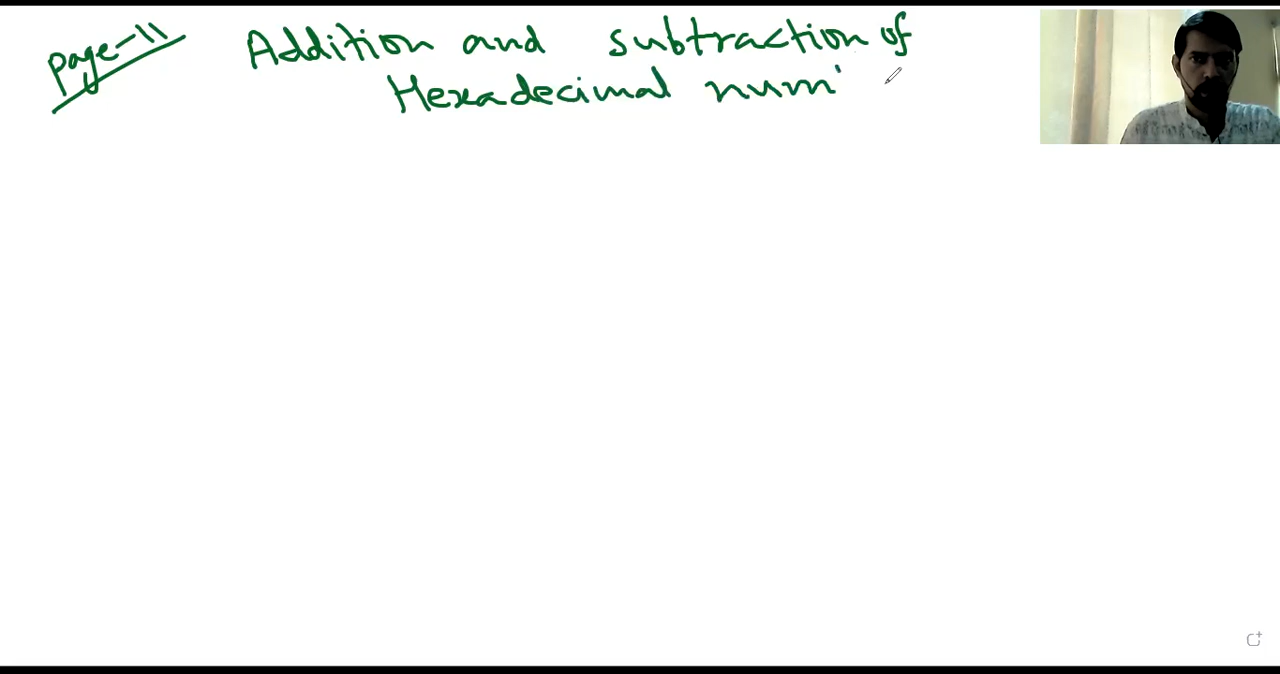 page-11
Addition and subtraction of
Hexadecimal num